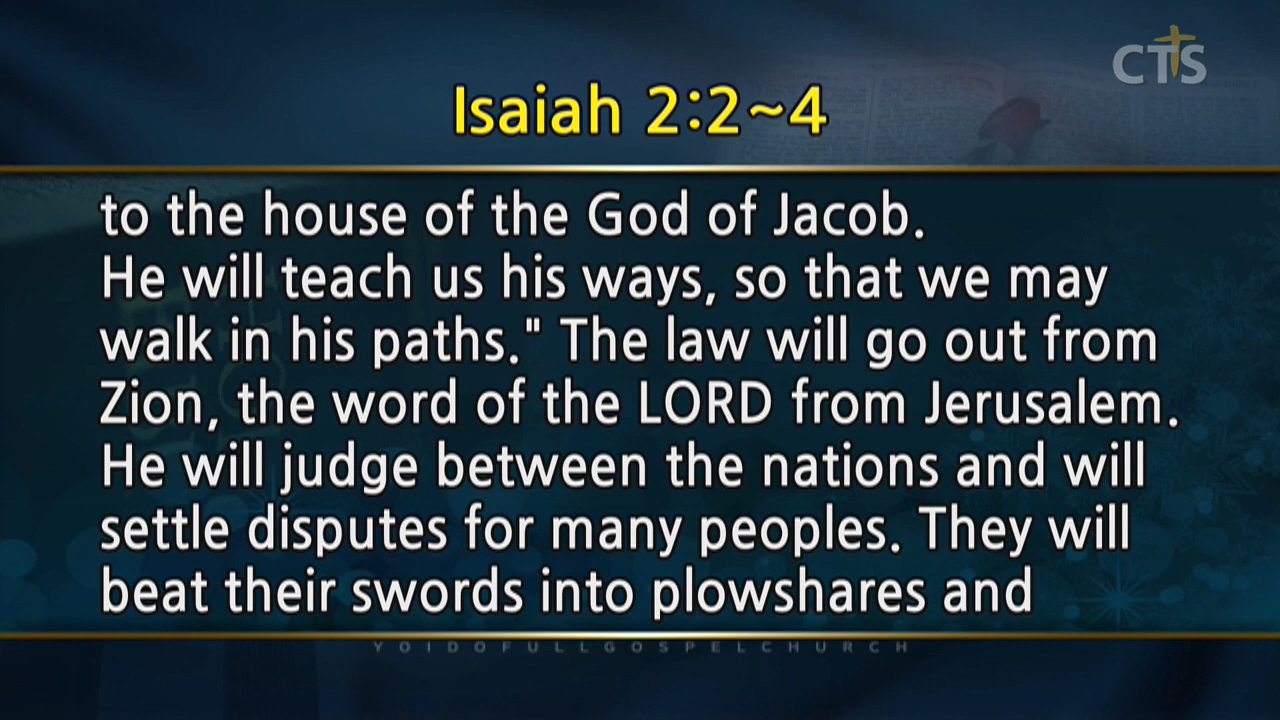 CTS
Isaiah 2:2~4
to the house of the God of Jacob.
He will teach us his ways, so that we may
walk in his paths." The law will go out from
Zion, the word of the LORD from Jerusalem.
He will judge between the nations and will
settle disputes for many peoples. They will
beat their swords into plowshares and
YOIDOFULLGOSPELCHURCH